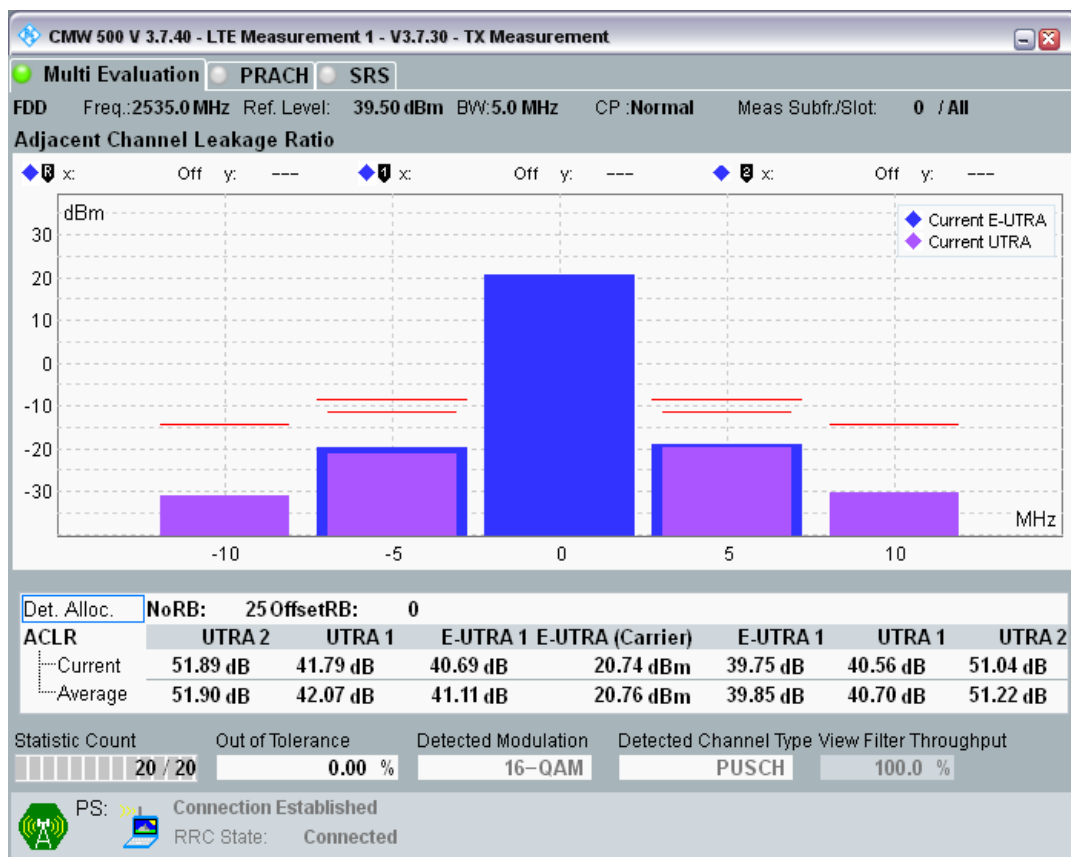 CMW 500 V 3.7.40 - LTE Measurement 1 - V3.7.30 - TX Measurement
Multi Evaluation PRACH SRS
FDD Freq.:2535.0 MHz Ref. Level: 39.50 dBm BW:5.0 MHz CP :Normal Meas Subfr./Slot: 0 / All
Adjacent Channel Leakage Ratio
R x: Off y: --- 1 x: Off y: --- 2 x: Off y: ---
dBm
Current E-UTRA
Current UTRA
30
20
10
0
-10
-20
-30
MHz
-10 -5 0 5 10
Det. Alloc. NoRB: 25 OffsetRB: 0
ACLR UTRA 2 UTRA 1 E-UTRA 1 E-UTRA (Carrier) E-UTRA 1 UTRA 1 UTRA 2
Current 51.89 dB 41.79 dB 40.69 dB 20.74 dBm 39.75 dB 40.56 dB 51.04 dB
Average 51.90 dB 42.07 dB 41.11 dB 20.76 dBm 39.85 dB 40.70 dB 51.22 dB
Statistic Count Out of Tolerance Detected Modulation Detected Channel Type View Filter Throughput
20 / 20 0.00 % 16-QAM PUSCH 100.0 %
PS: Connection Established
RRC State: Connected